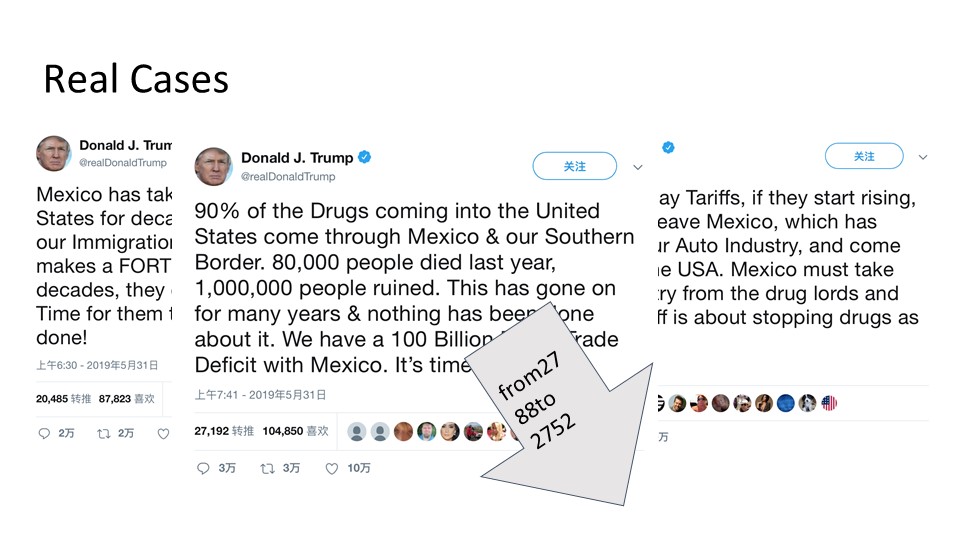 Real Cases
Donald J. Trum
@realDonaldTrump
Mexico has tak
States for deca
our Immigration
makes a FORT
decades, they
Time for them t
done!
上午6:30 - 2019年5月31日
20,485 转推 87,823 喜欢
2万 2万
Donald J. Trump
@realDonaldTrump
关注
90% of the Drugs coming into the United
States come through Mexico & our Southern
Border. 80,000 people died last year,
1,000,000 people ruined. This has gone on
for many years & nothing has been one
about it. We have a 100 Billion Trade
Deficit with Mexico. It’s time
上午7:41 - 2019年5月31日
27,192 转推 104,850 喜欢
3万 3万 10万
from27
88to
2752
关注
ay Tariffs, if they start rising,
eave Mexico, which has
ur Auto Industry, and come
e USA. Mexico must take
try from the drug lords and
ff is about stopping drugs as
万